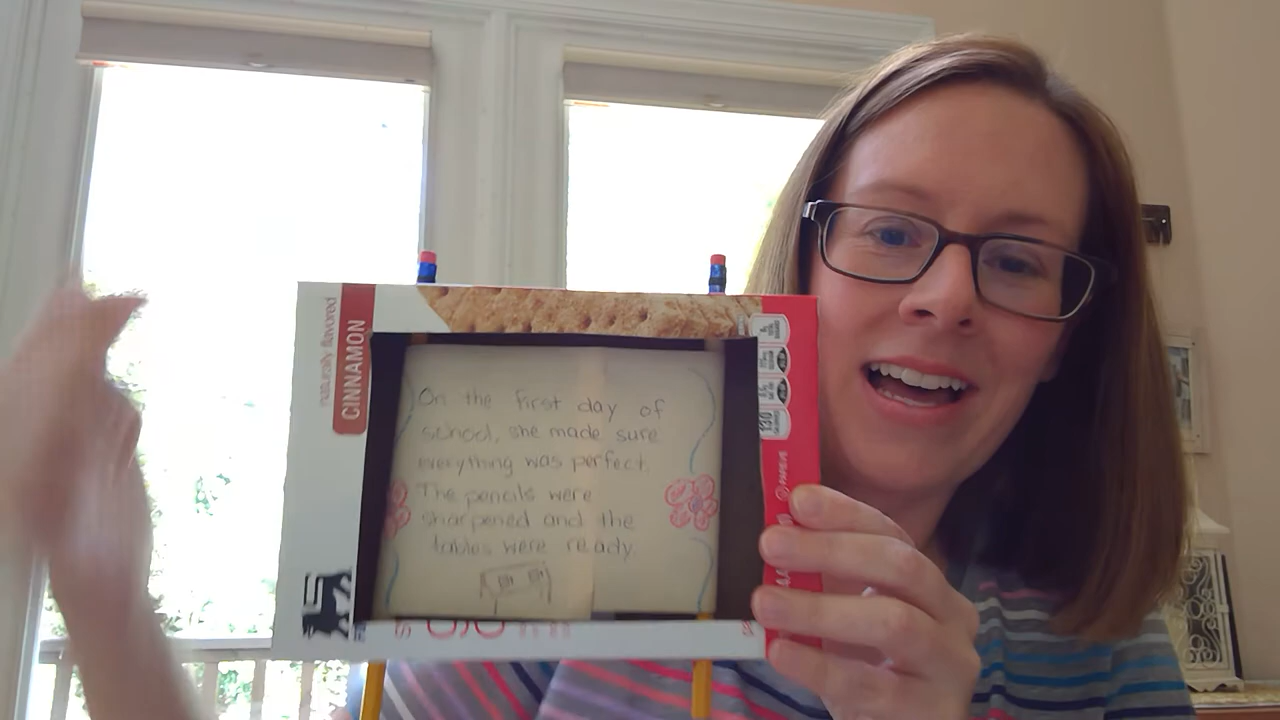 naturally flavored
CINNAMON
On the first day of
school, she made sure
everything was perfect.
The pencils were
sharpened and the
tables were ready.
130